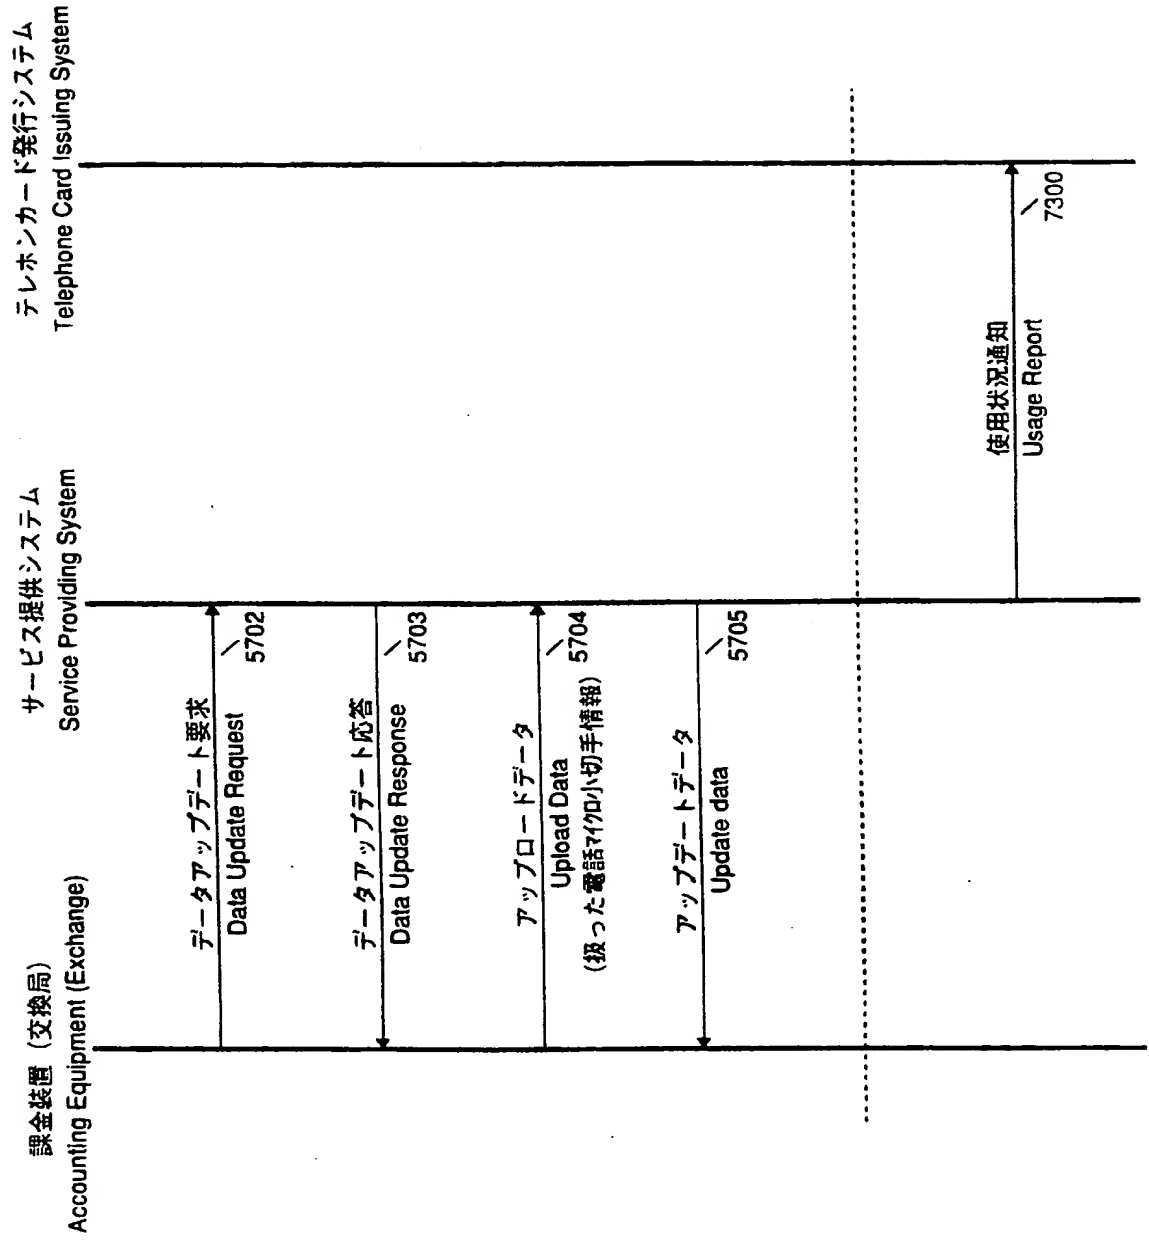 課金装置 (交換局)
Accounting Equipment (Exchange)
サービス提供システム
Service Providing System
テレホンカード発行システム
Telephone Card Issuing System
データアップデート要求
Data Update Request
5702
データアップデート応答
Data Update Response
5703
アップロードデータ
Upload Data
(扱った電話マイクロ小切手情報)
5704
アップデートデータ
Update data
5705
使用状況通知
Usage Report
7300